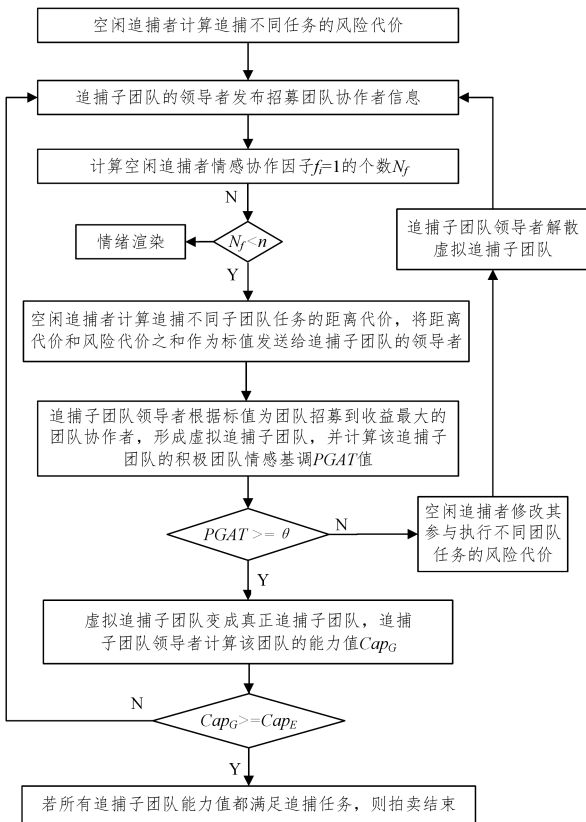 空闲追捕者计算追捕不同任务的风险代价
追捕子团队的领导者发布招募团队协作者信息
计算空闲追捕者情感协作因子fi=1的个数Nf
N
情绪渲染
Nf<n
Y
空闲追捕者计算追捕不同子团队任务的距离代价，将距离
代价和风险代价之和作为标值发送给追捕子团队的领导者
追捕子团队领导者根据标值为团队招募到收益最大的
团队协作者，形成虚拟追捕子团队，并计算该追捕子
团队的积极团队情感基调PGAT值
PGAT>= θ
N
空闲追捕者修改其
参与执行不同团队
任务的风险代价
追捕子团队领导者解散
虚拟追捕子团队
Y
虚拟追捕子团队变成真正追捕子团队，追捕
子团队领导者计算该团队的能力值CapG
N
CapG>=CapE
Y
若所有追捕子团队能力值都满足追捕任务，则拍卖结束